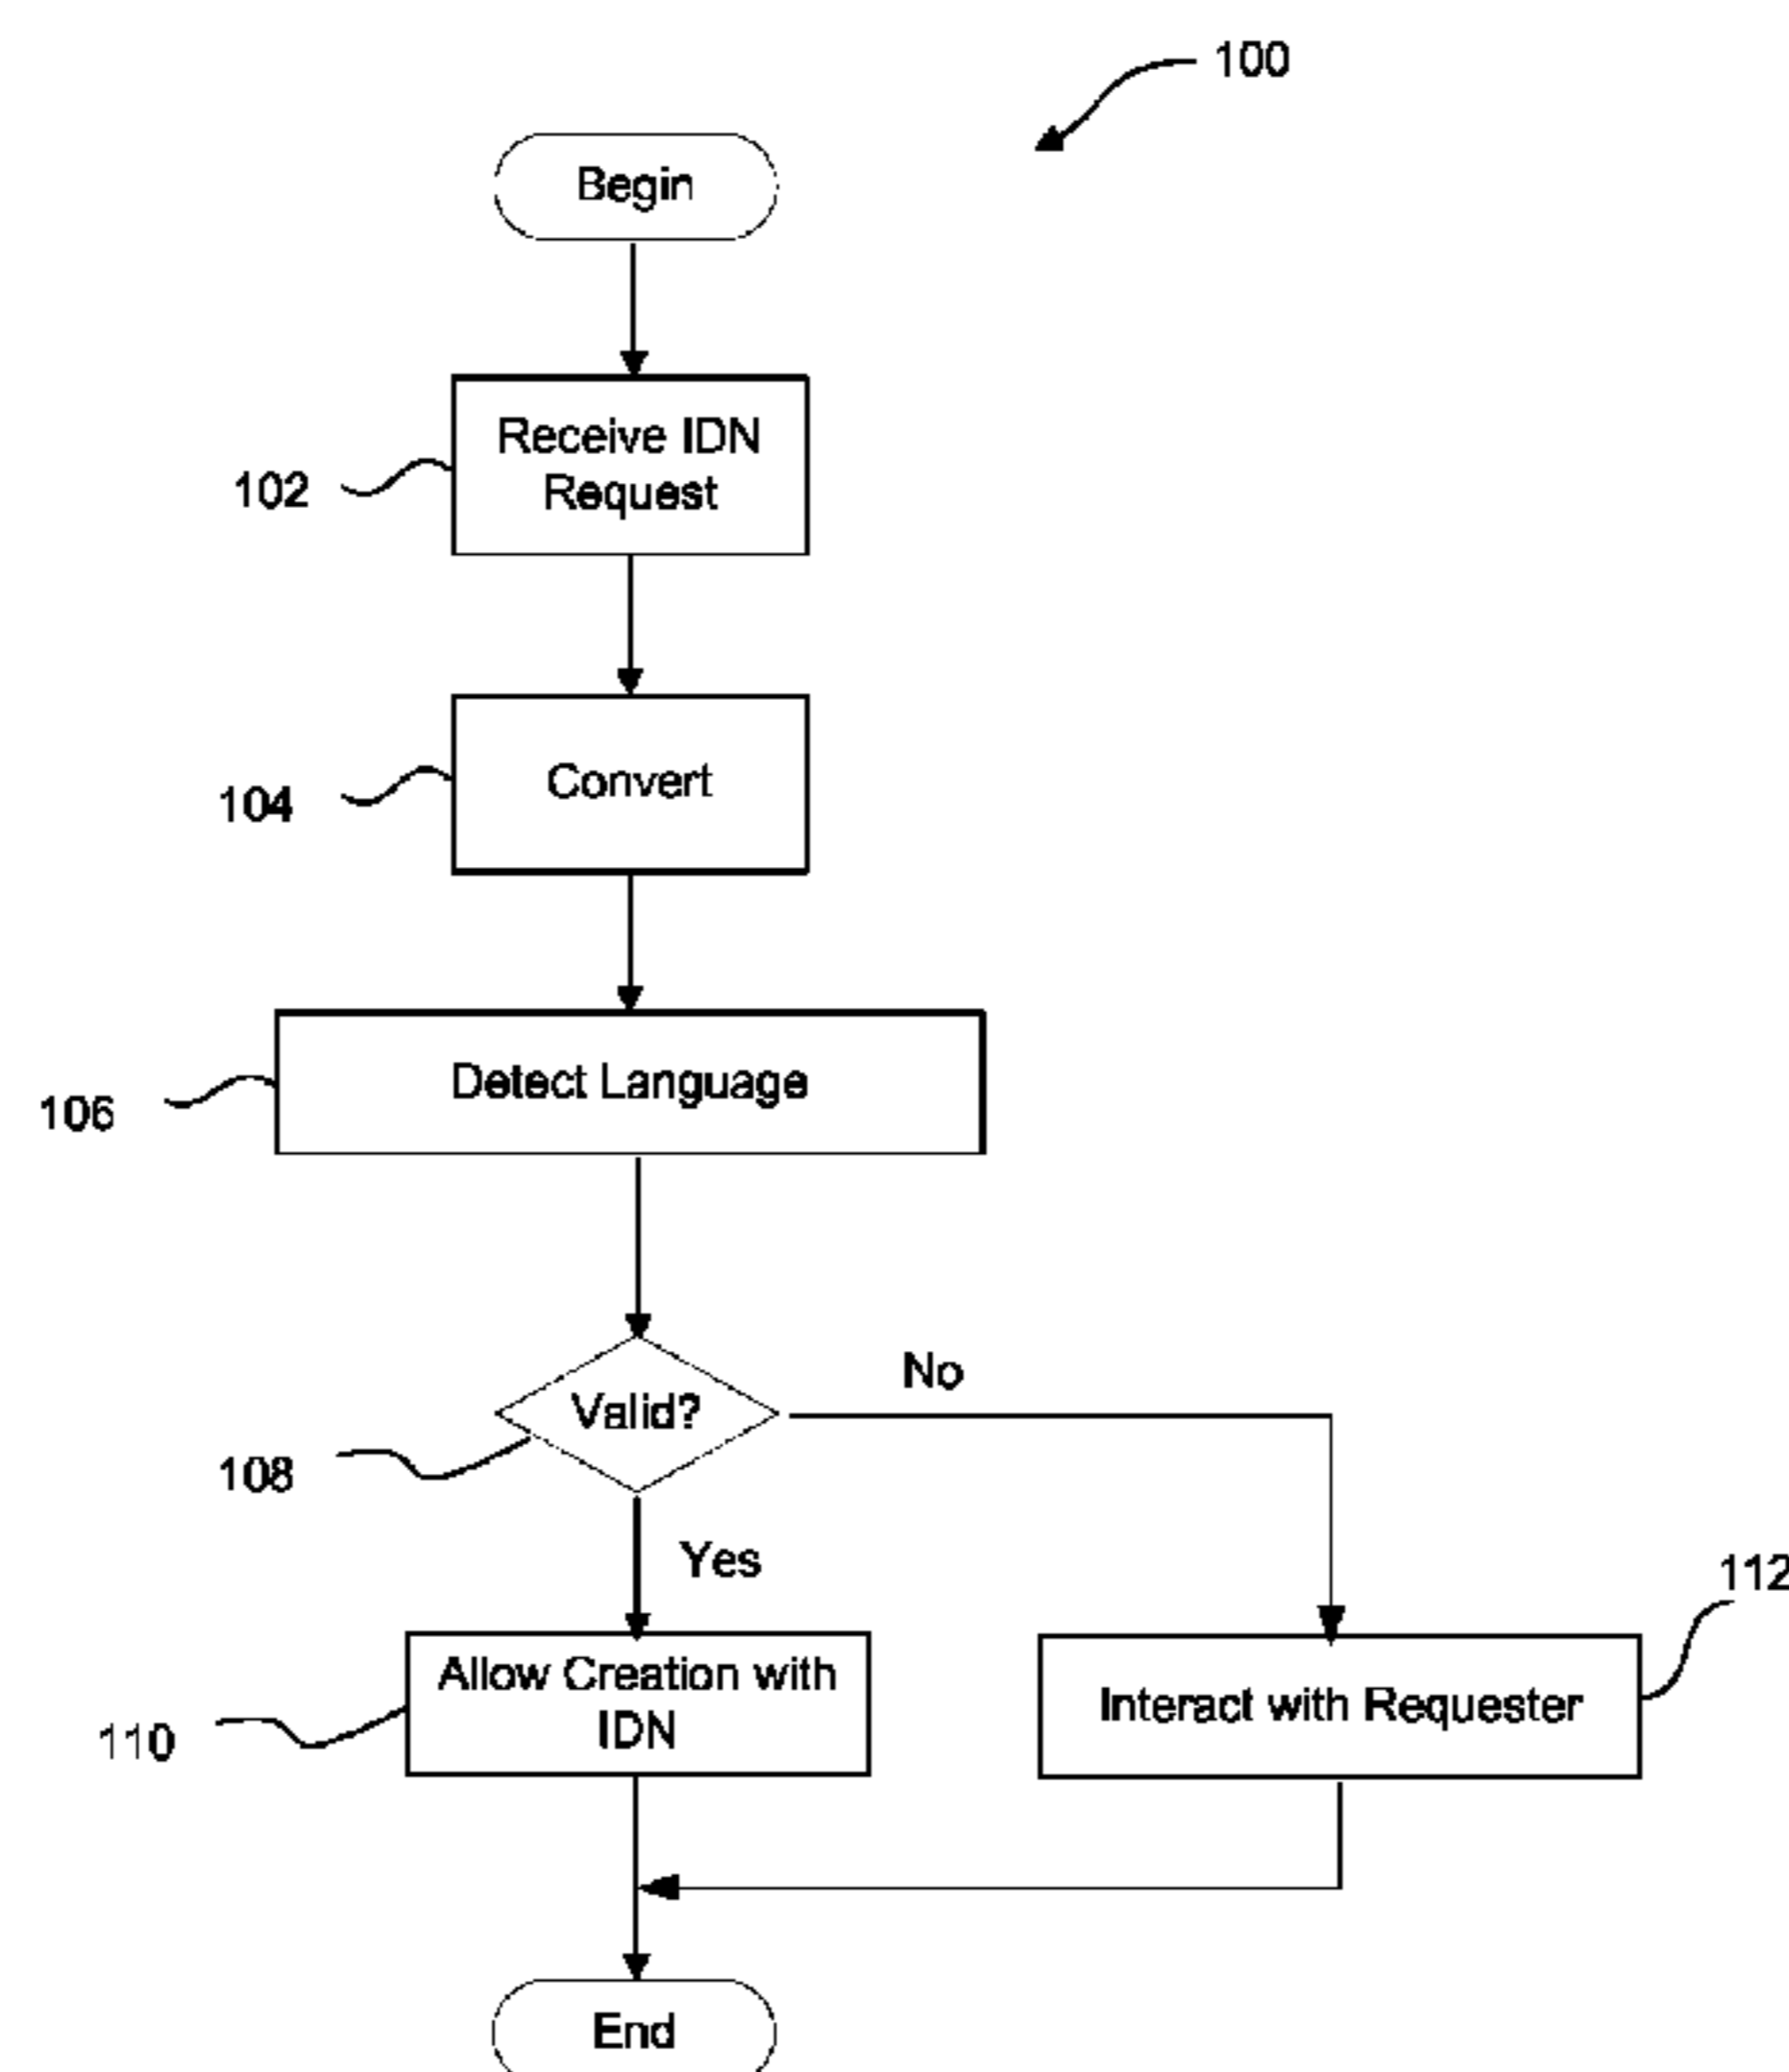 100
Begin
Receive IDN
Request
102
Convert
104
Detect Language
106
Valid?
No
108
Yes
112
Allow Creation with
IDN
Interact with Requester
110
End